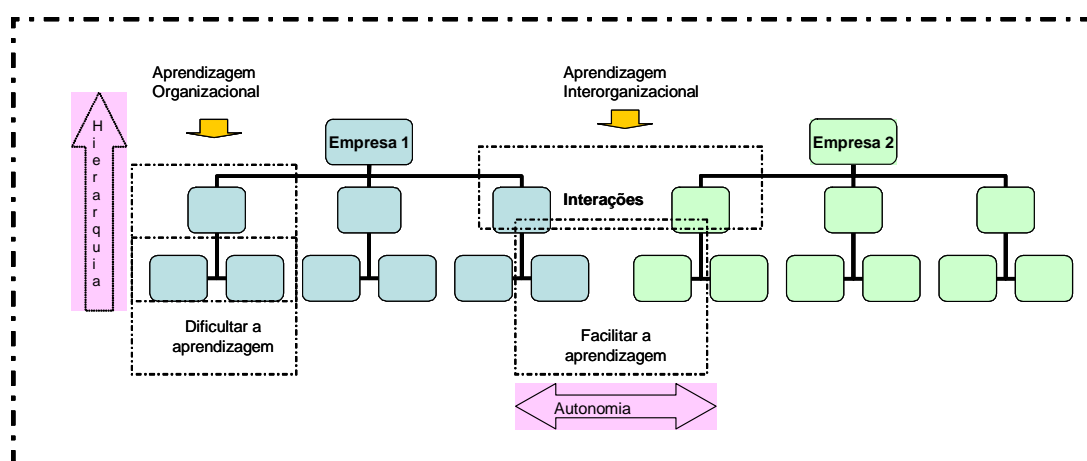 Aprendizagem
Organizacional
Aprendizagem
Interorganizacional
Hierarquia
Empresa 1
Empresa 2
Interações
Dificultar a
aprendizagem
Facilitar a
aprendizagem
Autonomia